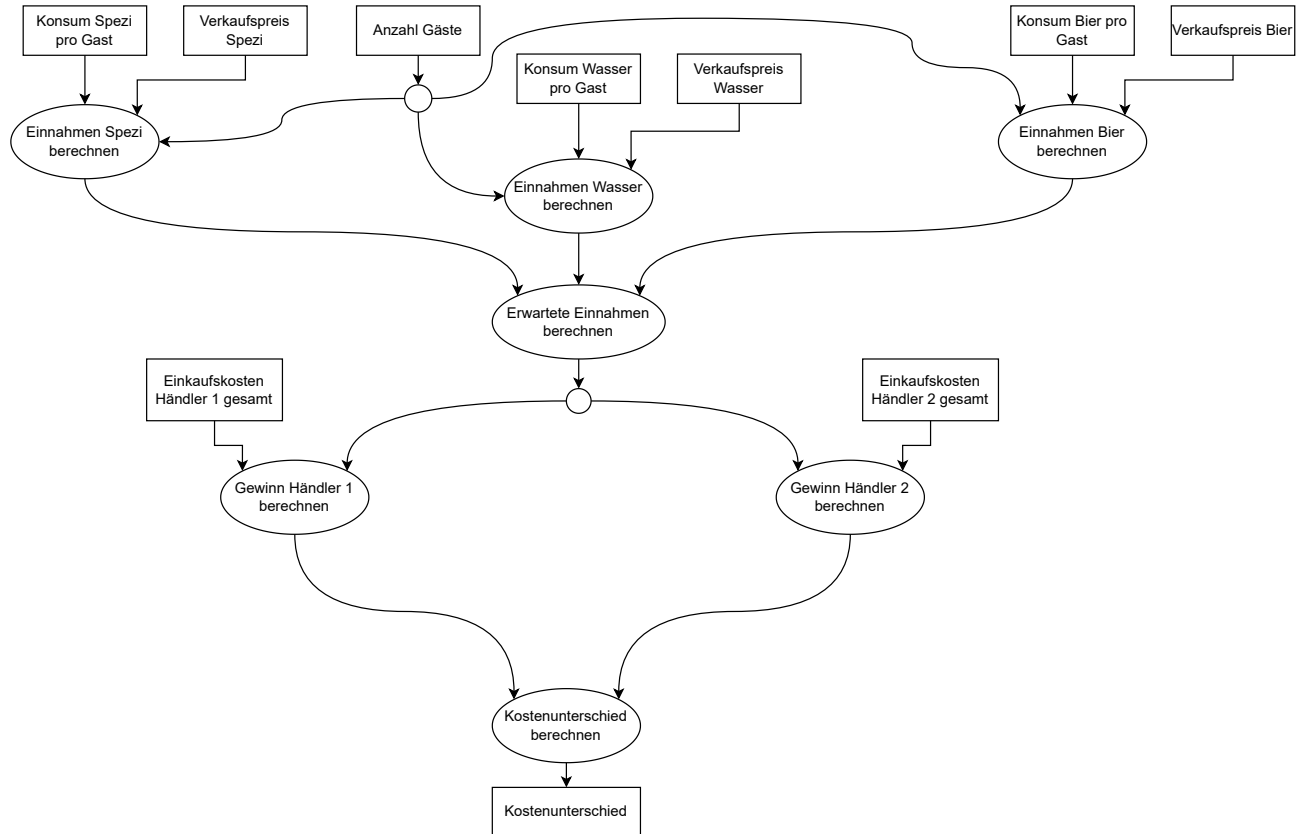 Konsum Spezi
pro Gast
Verkaufspreis
Spezi
Anzahl Gäste
Konsum Bier pro
Gast
Verkaufspreis Bier
Konsum Wasser
pro Gast
Verkaufspreis
Wasser
Einnahmen Spezi
berechnen
Einnahmen Bier
berechnen
Einnahmen Wasser
berechnen
Erwartete Einnahmen
berechnen
Einkaufskosten
Händler 1 gesamt
Einkaufskosten
Händler 2 gesamt
Gewinn Händler 1
berechnen
Gewinn Händler 2
berechnen
Kostenunterschied
berechnen
Kostenunterschied